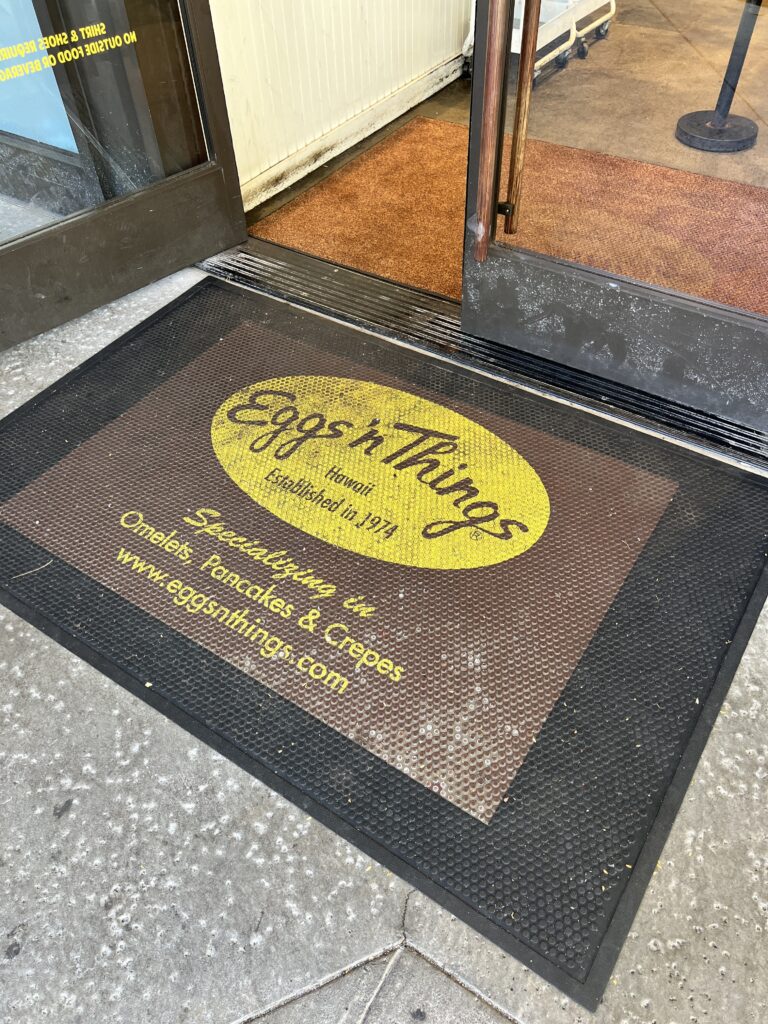 SHIRT & SHOES REQUIRED
NO OUTSIDE FOOD OR BEVERAGE
Eggs 'n Things®
Hawaii
Established in 1974
Specializing in
Omelets, Pancakes & Crepes
www.eggsnthings.com